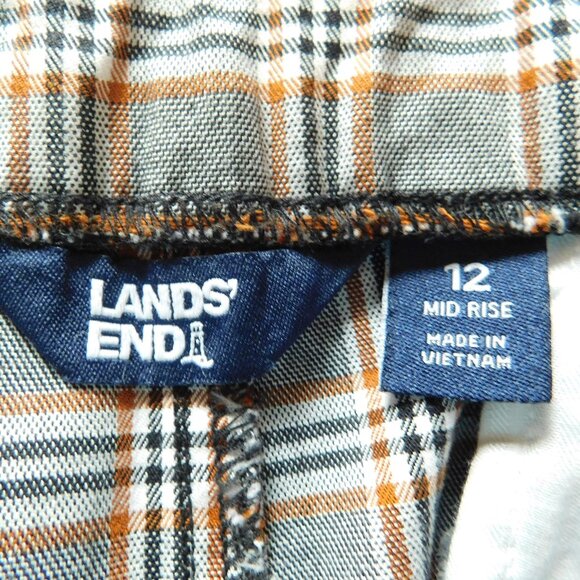 LANDS'
END
12
MID RISE
MADE IN
VIETNAM